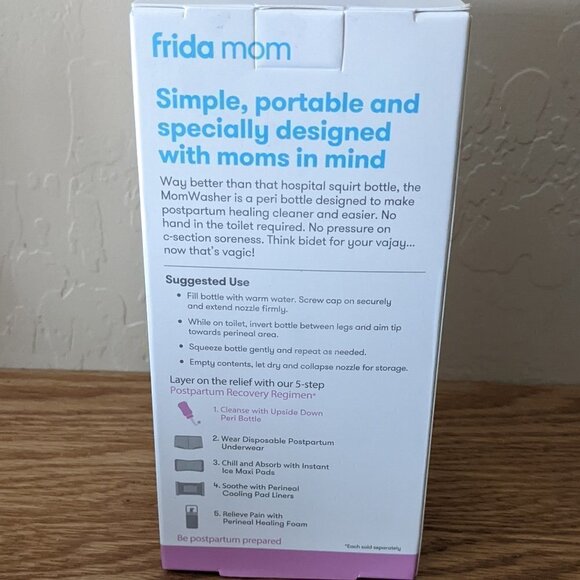 frida mom
Simple, portable and
specially designed
with moms in mind
Way better than that hospital squirt bottle, the
MomWasher is a peri bottle designed to make
postpartum healing cleaner and easier. No
hand in the toilet required. No pressure on
c-section soreness. Think bidet for your vajay...
now that's vagic!
Suggested Use
• Fill bottle with warm water. Screw cap on securely
and extend nozzle firmly.
• While on toilet, invert bottle between legs and aim tip
towards perineal area.
• Squeeze bottle gently and repeat as needed.
• Empty contents, let dry and collapse nozzle for storage.
Layer on the relief with our 5-step
Postpartum Recovery Regimen*
1. Cleanse with Upside Down
Peri Bottle
2. Wear Disposable Postpartum
Underwear
3. Chill and Absorb with Instant
Ice Maxi Pads
4. Soothe with Perineal
Cooling Pad Liners
5. Relieve Pain with
Perineal Healing Foam
Be postpartum prepared
*Each sold separately